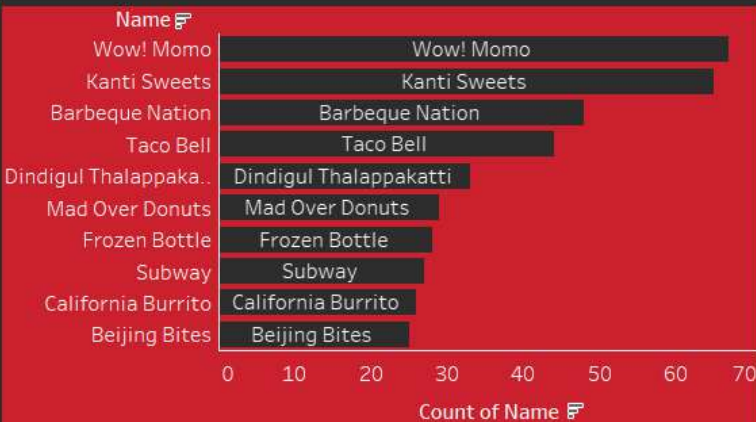 Name
Wow! Momo Wow! Momo
Kanti Sweets Kanti Sweets
Barbeque Nation Barbeque Nation
Taco Bell Taco Bell
Dindigul Thalappaka.. Dindigul Thalappakatti
Mad Over Donuts Mad Over Donuts
Frozen Bottle Frozen Bottle
Subway Subway
California Burrito California Burrito
Beijing Bites Beijing Bites
0 10 20 30 40 50 60 70
Count of Name